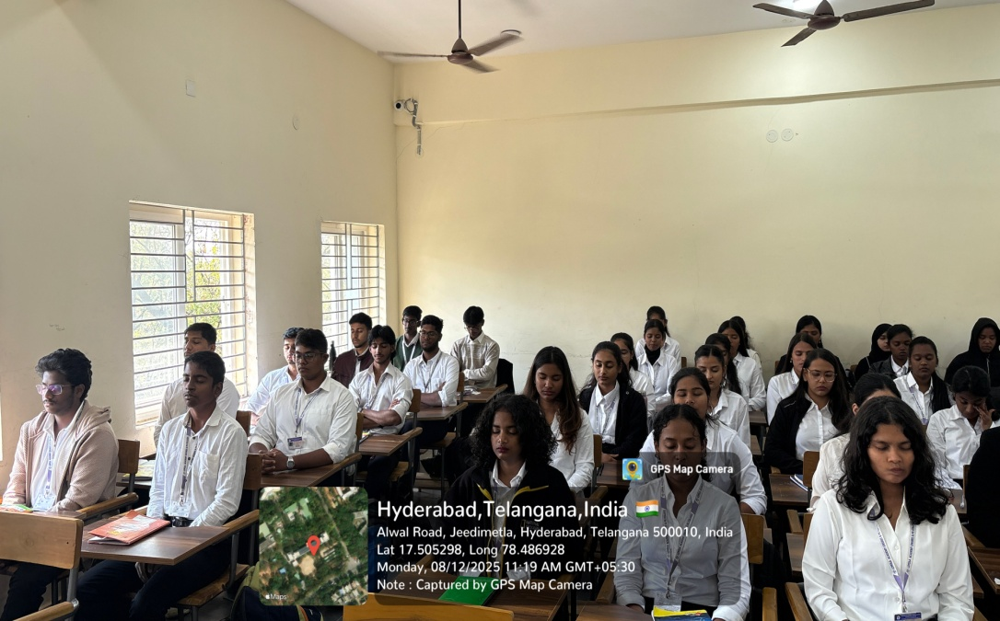 GPS Map Camera
Hyderabad,Telangana,India
Alwal Road, Jeedimetla, Hyderabad, Telangana 500010, India
Lat 17.505298, Long 78.486928
Monday, 08/12/2025 11:19 AM GMT+05:30
Note : Captured by GPS Map Camera
Maps